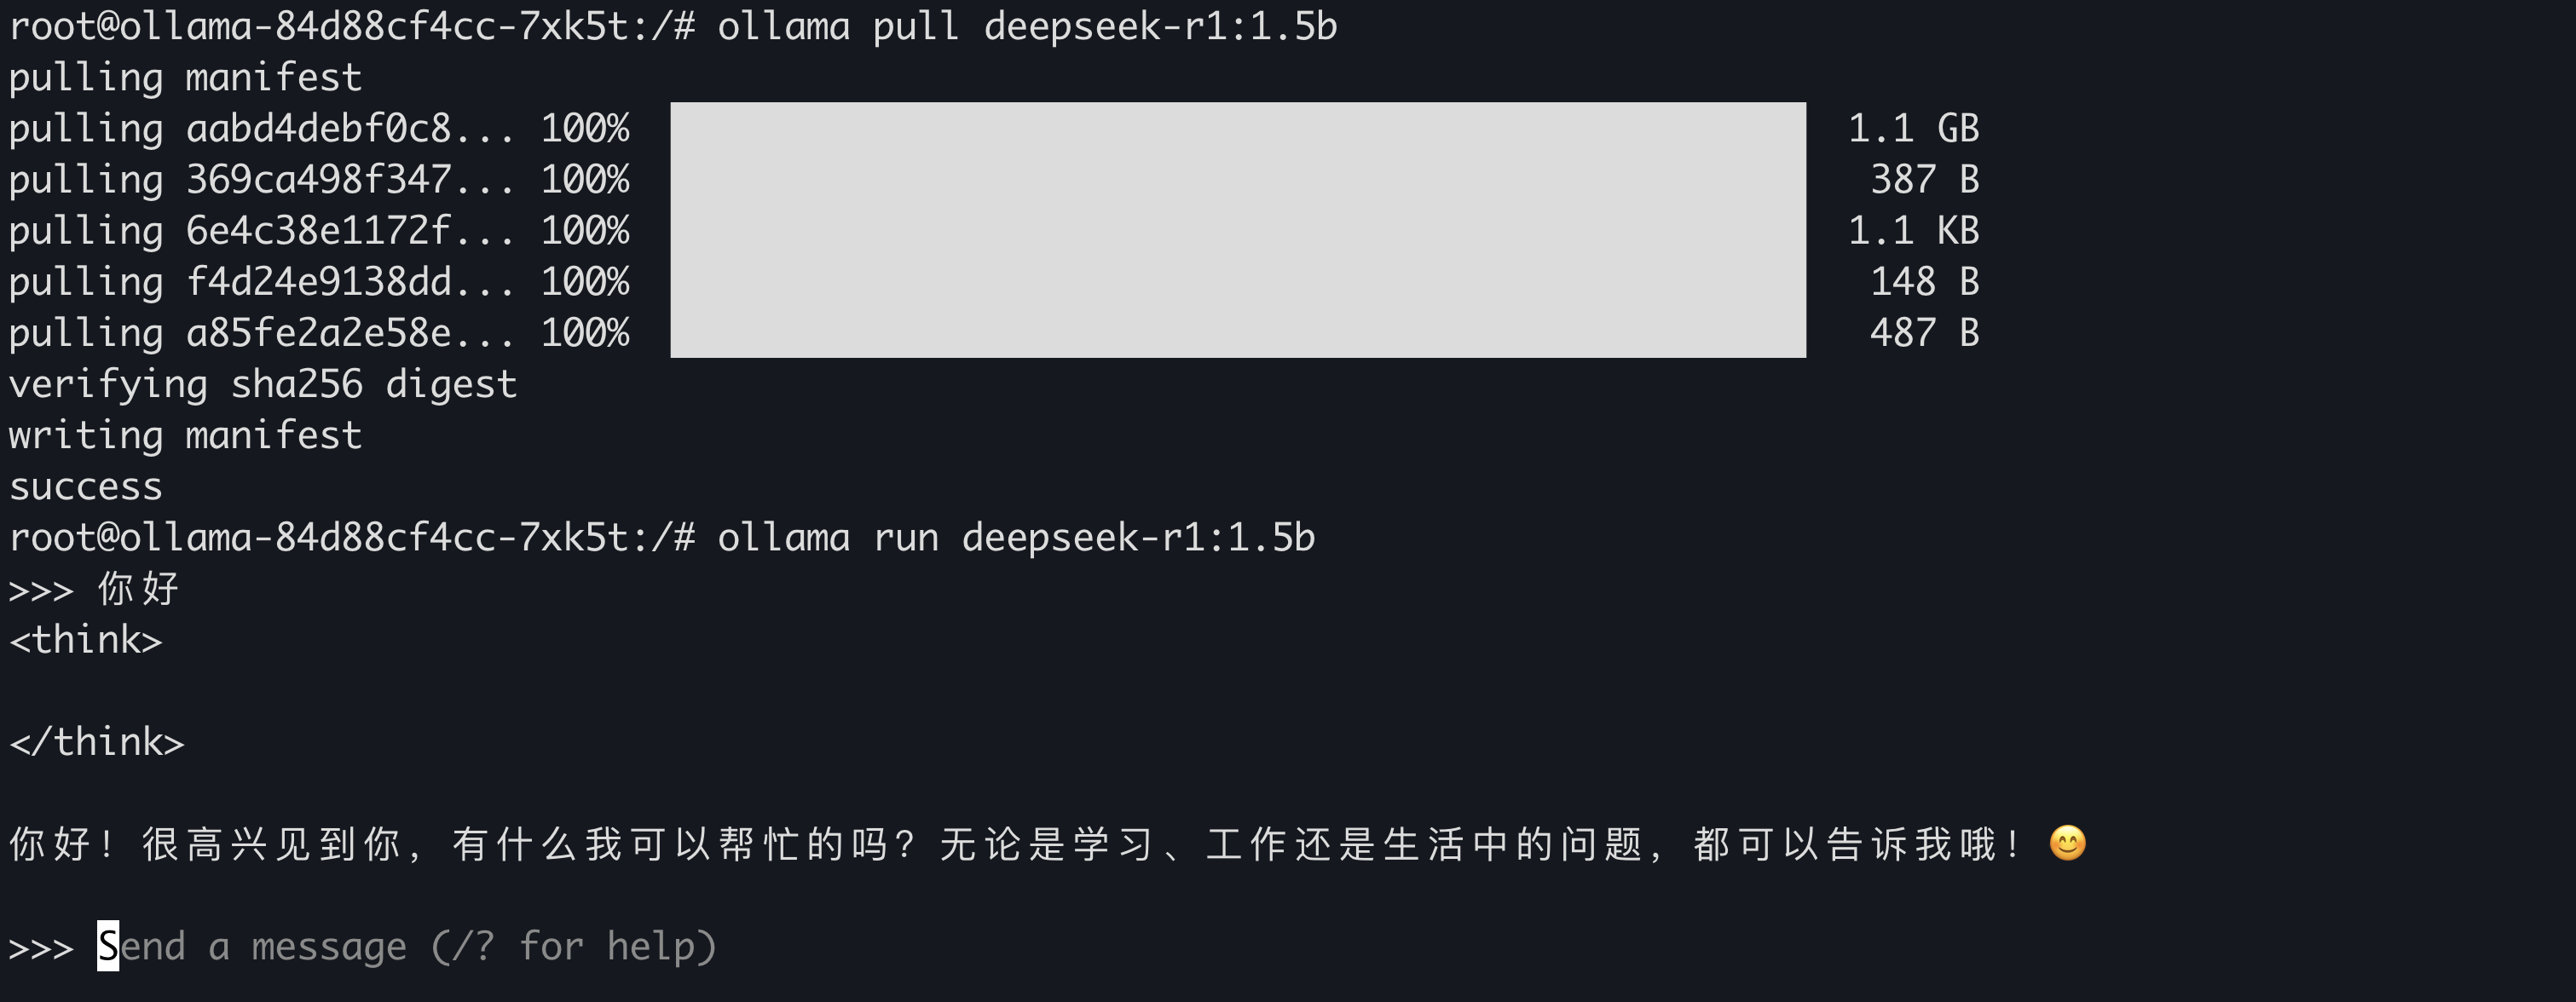 root@ollama-84d88cf4cc-7xk5t:/# ollama pull deepseek-r1:1.5b
pulling manifest
pulling aabd4debf0c8... 100% 1.1 GB
pulling 369ca498f347... 100% 387 B
pulling 6e4c38e1172f... 100% 1.1 KB
pulling f4d24e9138dd... 100% 148 B
pulling a85fe2a2e58e... 100% 487 B
verifying sha256 digest
writing manifest
success
root@ollama-84d88cf4cc-7xk5t:/# ollama run deepseek-r1:1.5b
>>> 你好
<think>
</think>
你好！很高兴见到你，有什么我可以帮忙的吗？无论是学习、工作还是生活中的问题，都可以告诉我哦！😊
>>> Send a message (/? for help)